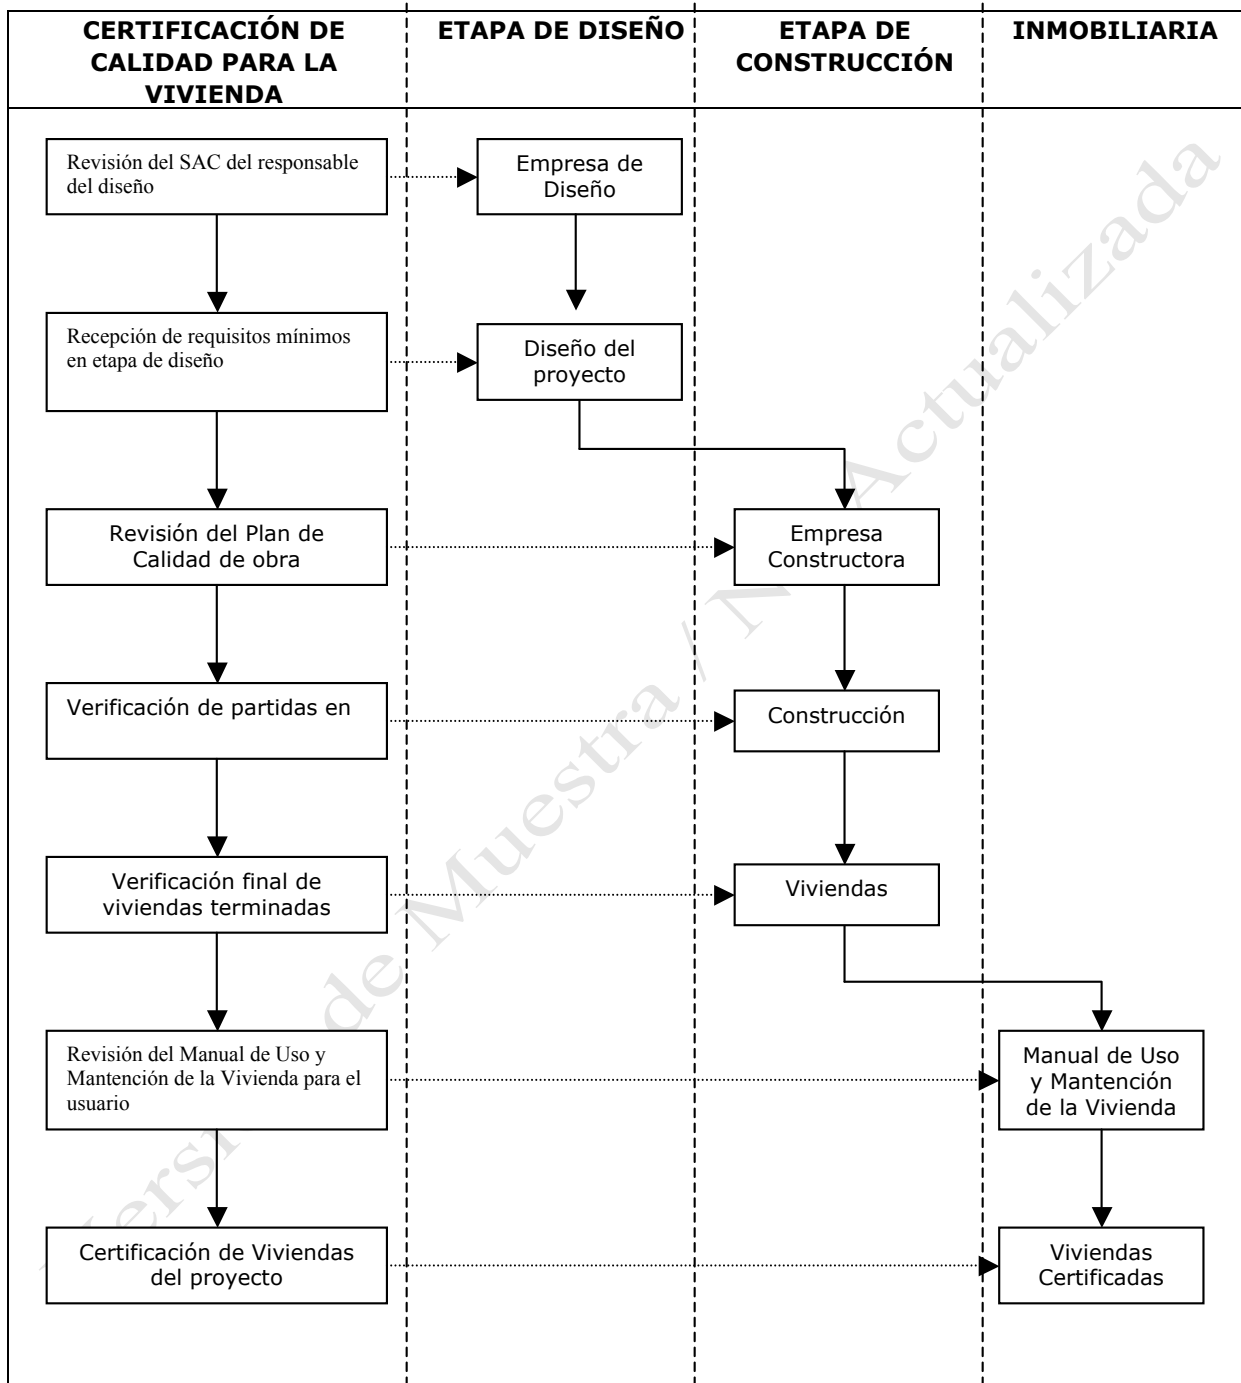 CERTIFICACIÓN DE
CALIDAD PARA LA
VIVIENDA
ETAPA DE DISEÑO
ETAPA DE
CONSTRUCCIÓN
INMOBILIARIA
Revisión del SAC del responsable
del diseño
Empresa de
Diseño
Recepción de requisitos mínimos
en etapa de diseño
Diseño del
proyecto
Revisión del Plan de
Calidad de obra
Empresa
Constructora
Verificación de partidas en
Construcción
Verificación final de
viviendas terminadas
Viviendas
Revisión del Manual de Uso y
Mantención de la Vivienda para el
usuario
Manual de Uso
y Mantención
de la Vivienda
Certificación de Viviendas
del proyecto
Viviendas
Certificadas
de Muestra / Actualizada